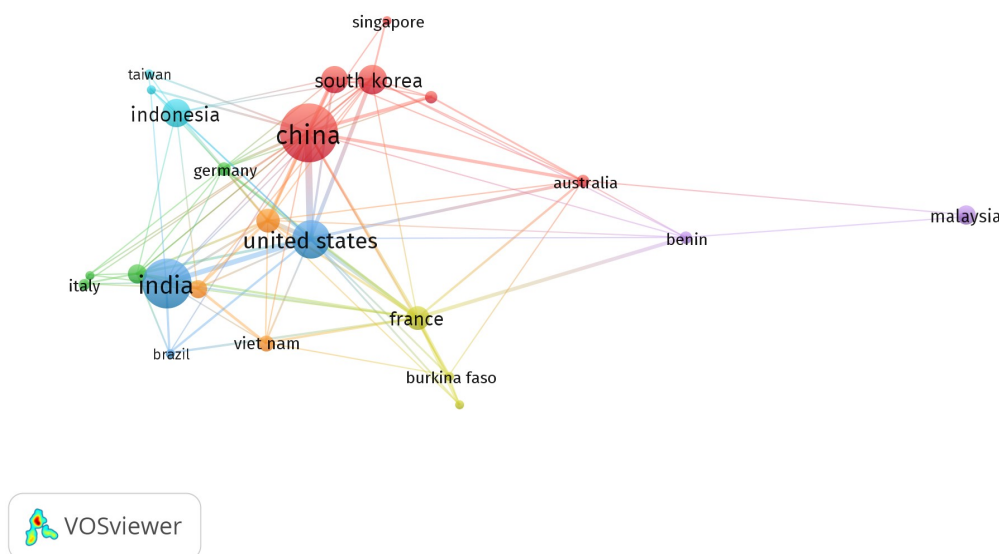 singapore
taiwan
south korea
indonesia
china
germany
australia
malaysia
united states
benin
italy
india
france
viet nam
brazil
burkina faso
VOSviewer